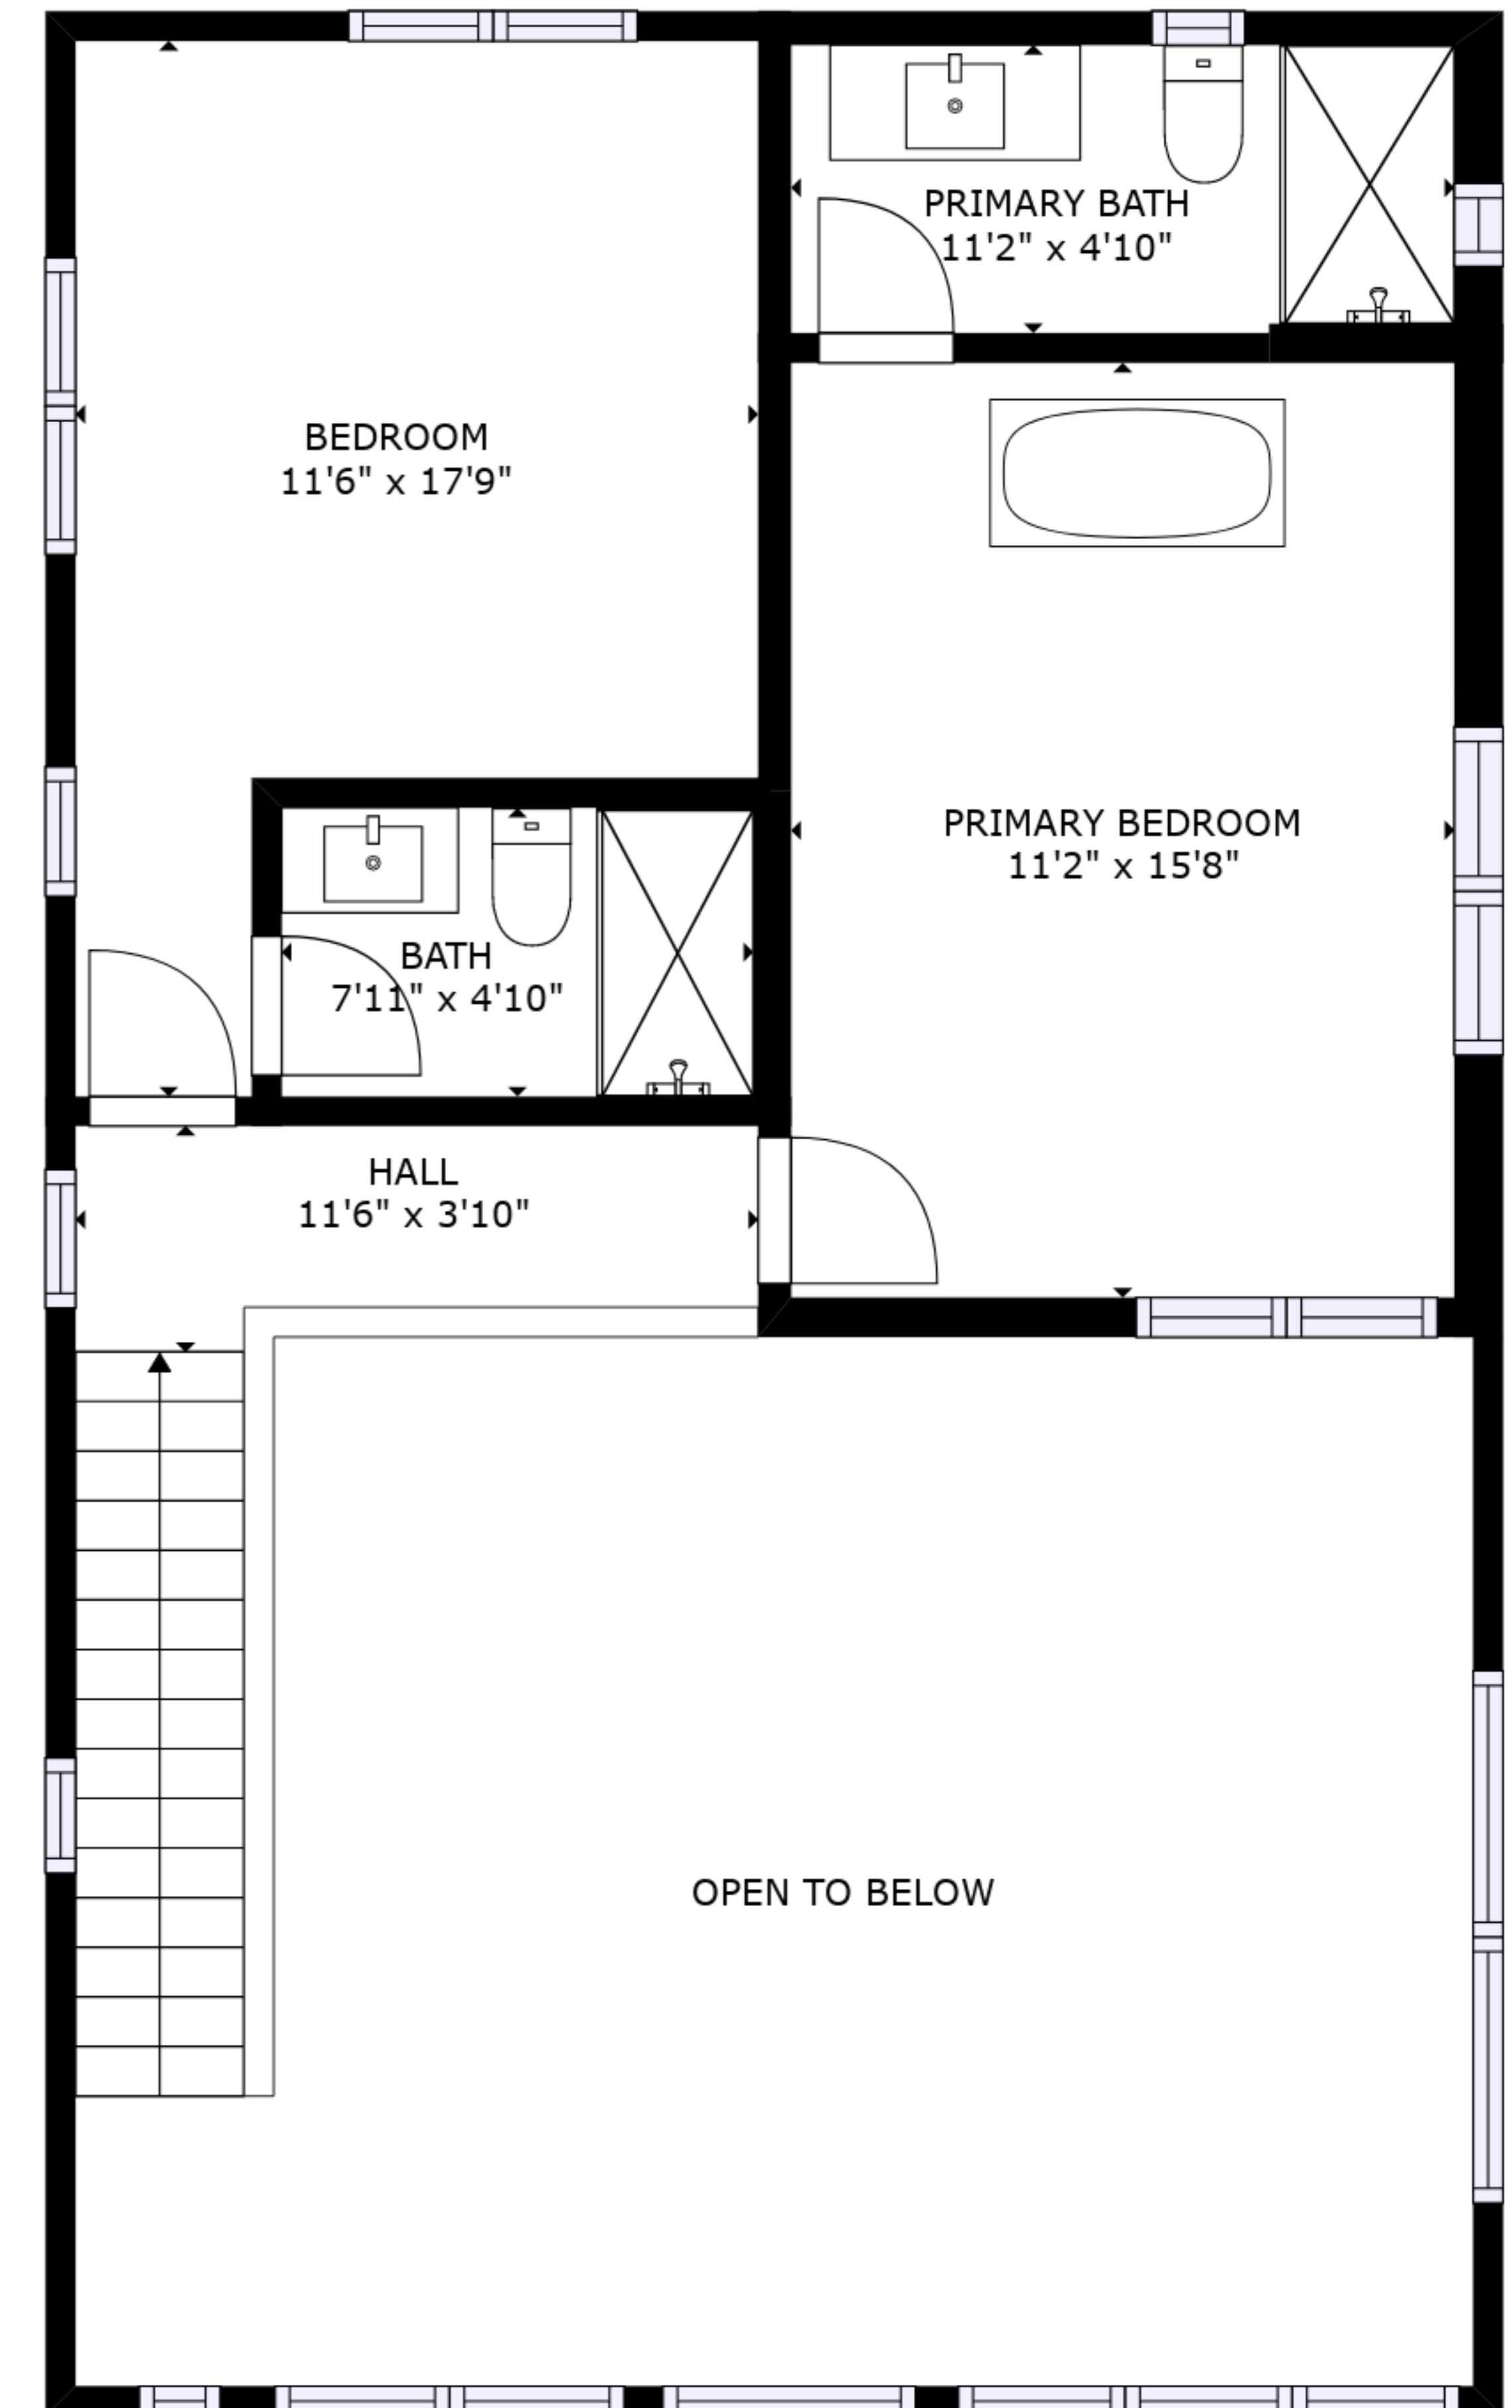 PRIMARY BATH
11'2" x 4'10"
BEDROOM
11'6" x 17'9"
PRIMARY BEDROOM
11'2" x 15'8"
BATH
7'11" x 4'10"
HALL
11'6" x 3'10"
OPEN TO BELOW